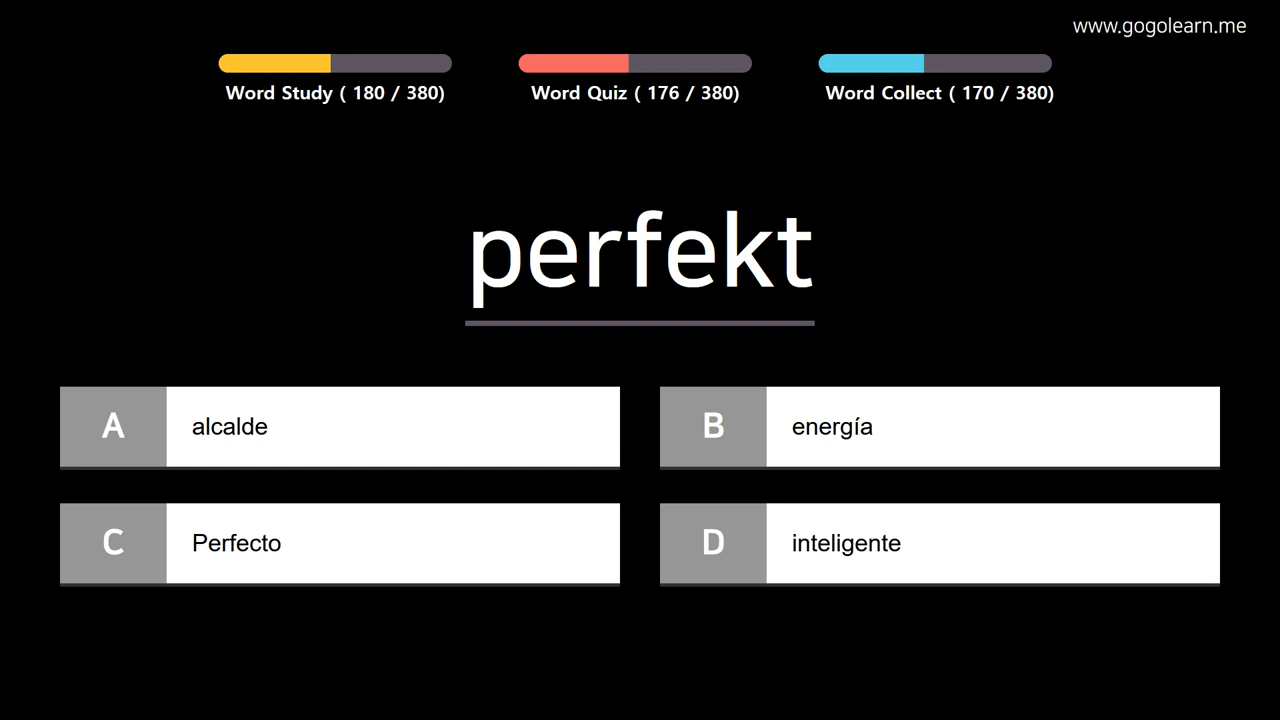 www.gogolearn.me
Word Study ( 180 / 380)
Word Quiz ( 176 / 380)
Word Collect ( 170 / 380)
perfekt
A alcalde
B energía
C Perfecto
D inteligente